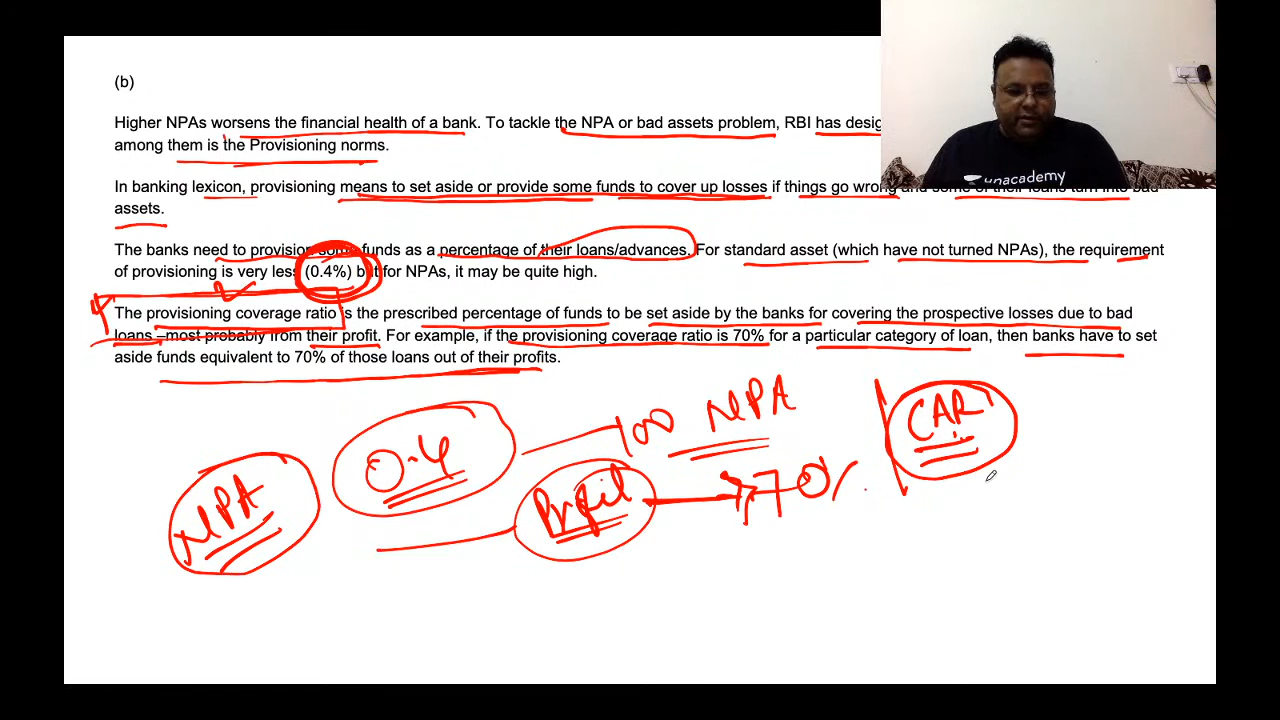 (b)
Higher NPAs worsens the financial health of a bank. To tackle the NPA or bad assets problem, RBI has desig
among them is the Provisioning norms.
In banking lexicon, provisioning means to set aside or provide some funds to cover up losses if things go wrong and some of their loans turn into bad
assets.
The banks need to provision some funds as a percentage of their loans/advances. For standard asset (which have not turned NPAs), the requirement
of provisioning is very less (0.4%) but for NPAs, it may be quite high.
The provisioning coverage ratio is the prescribed percentage of funds to be set aside by the banks for covering the prospective losses due to bad
loans –most probably from their profit. For example, if the provisioning coverage ratio is 70% for a particular category of loan, then banks have to set
aside funds equivalent to 70% of those loans out of their profits.
unacademy
100 NPA
CAR
0.4
NPA
Profit
70%